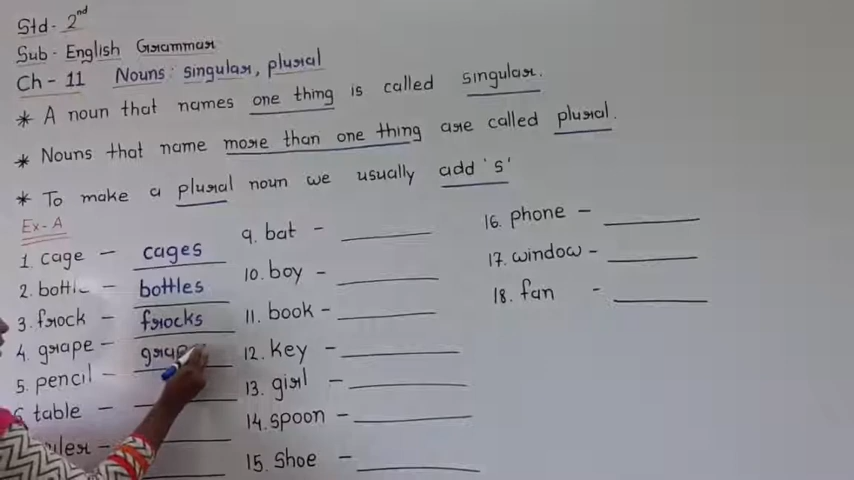 Std - 2nd
Sub - English Grammar
Ch - 11 Nouns: singular, plural
* A noun that names one thing is called singular.
* Nouns that name more than one thing are called plural.
* To make a plural noun we usually add 's'
Ex - A
1. cage - cages
2. bottle - bottles
3. frock - frocks
4. grape - grape
5. pencil -
6. table -
uler -
9. bat -
10. boy -
11. book -
12. key -
13. girl -
14. spoon -
15. Shoe -
16. phone -
17. window -
18. fan -